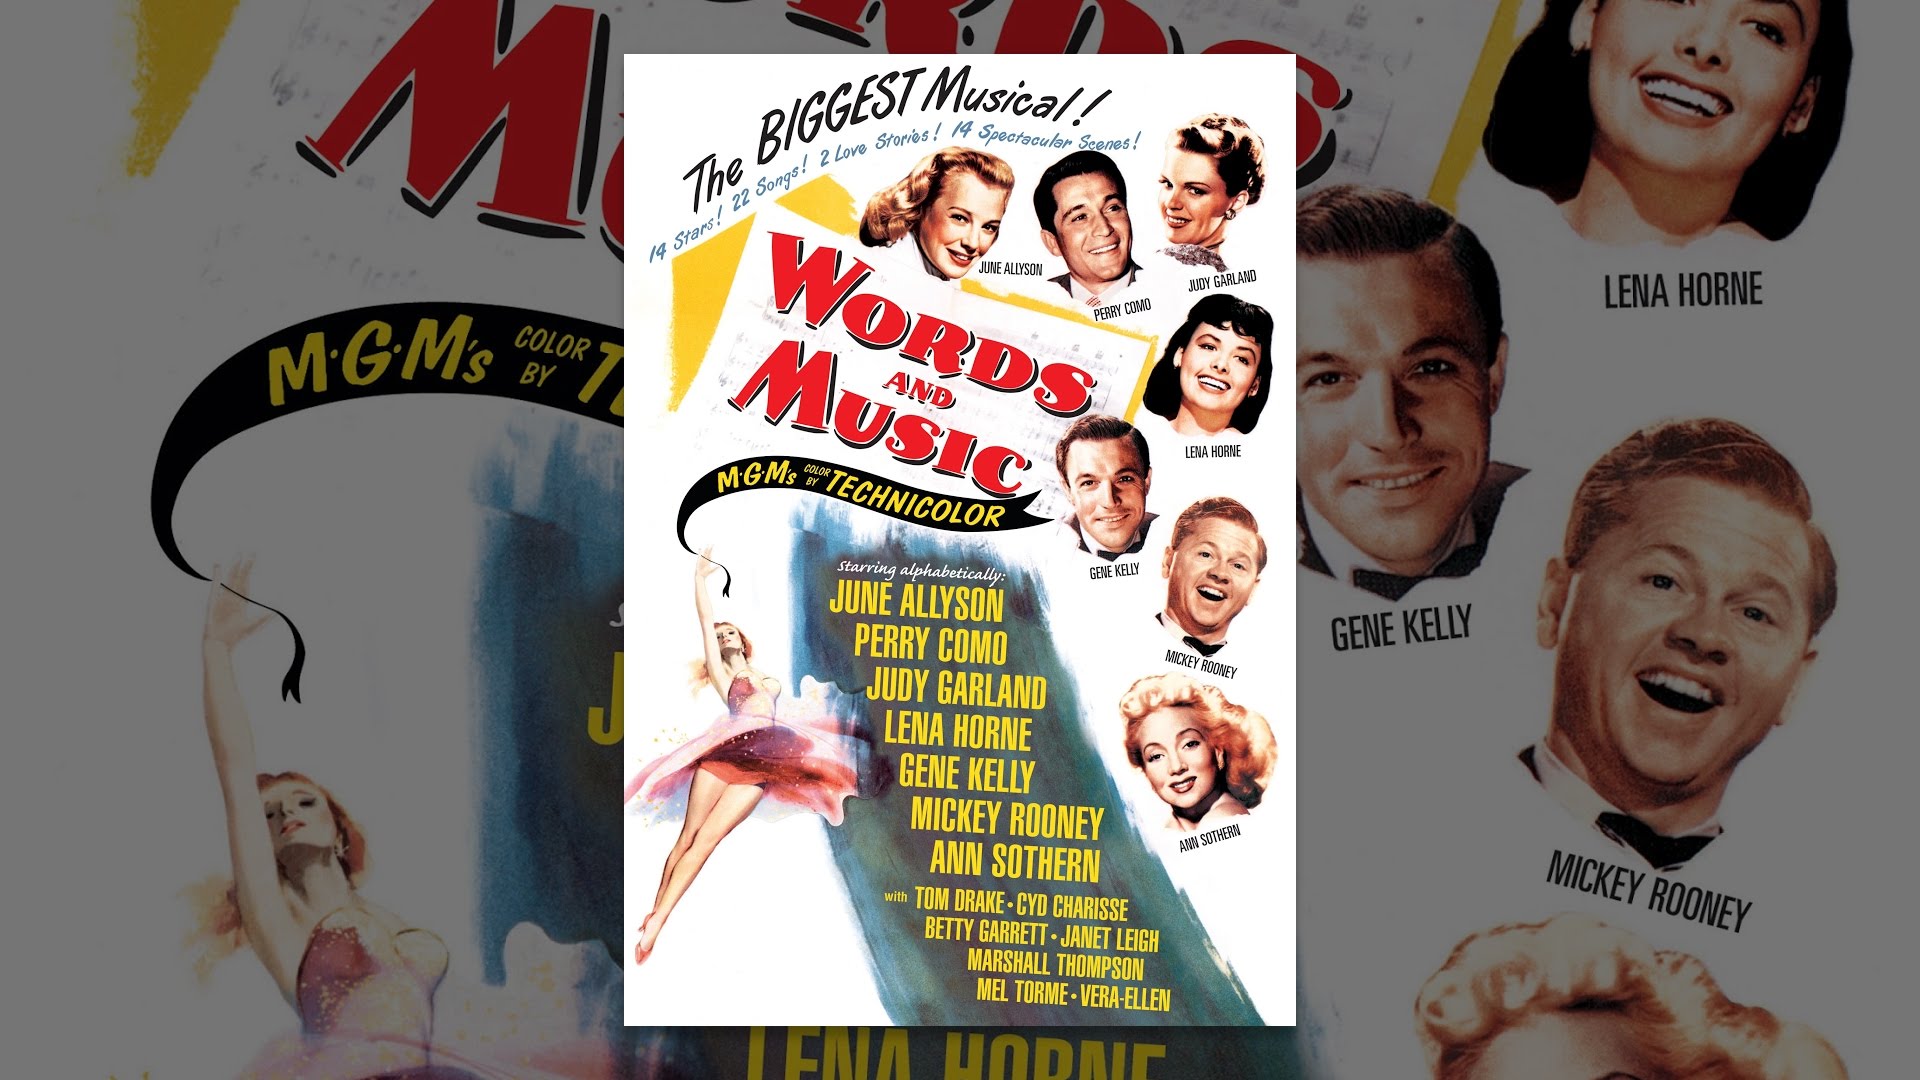 The BIGGEST Musical!
14 Stars! 22 Songs! 2 Love Stories! 14 Spectacular Scenes!
JUNE ALLYSON
PERRY COMO
JUDY GARLAND
WORDS
AND
MUSIC
LENA HORNE
M·G·M's COLOR BY TECHNICOLOR
GENE KELLY
MICKEY ROONEY
ANN SOTHERN
starring alphabetically:
JUNE ALLYSON
PERRY COMO
JUDY GARLAND
LENA HORNE
GENE KELLY
MICKEY ROONEY
ANN SOTHERN
with TOM DRAKE • CYD CHARISSE
BETTY GARRETT • JANET LEIGH
MARSHALL THOMPSON
MEL TORME • VERA-ELLEN
M·G·M's COLOR BY
LENA HORNE
GENE KELLY
MICKEY ROONEY
LENA HORNE